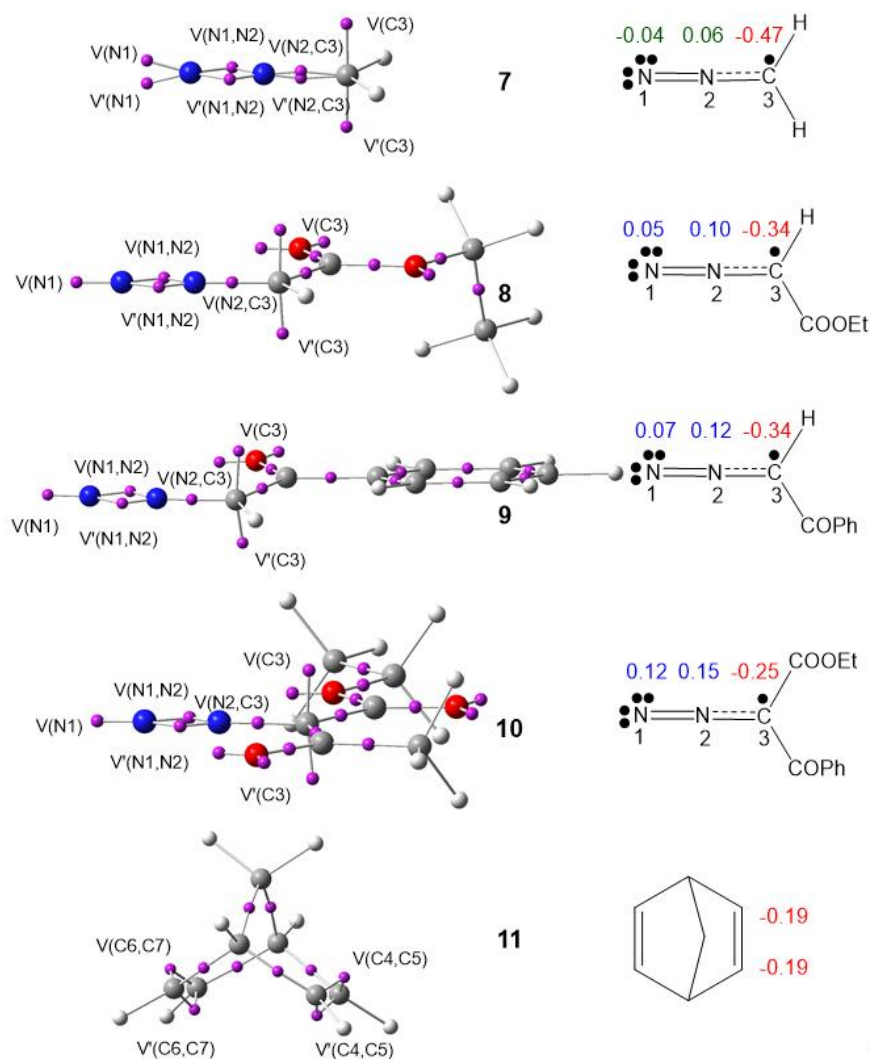 V(C3)
V(N1,N2)
V(N2,C3)
V(N1)
V'(N1)
V'(N1,N2)
V'(N2,C3)
V'(C3)
7
-0.04 0.06 -0.47
H
N N C
1 2 3
H
V(C3)
V(N1,N2)
V(N1)
V(N2,C3)
V'(N1,N2)
V'(C3)
8
0.05 0.10 -0.34
H
N N C
1 2 3
COOEt
V(C3)
V(N1,N2)
V(N2,C3)
V(N1)
V'(N1,N2)
V'(C3)
9
0.07 0.12 -0.34
H
N N C
1 2 3
COPh
V(C3)
V(N1,N2)
V(N2,C3)
V(N1)
V'(N1,N2)
V'(C3)
10
0.12 0.15 -0.25
COOEt
N N C
1 2 3
COPh
V(C6,C7)
V(C4,C5)
V'(C6,C7)
V'(C4,C5)
11
-0.19
-0.19